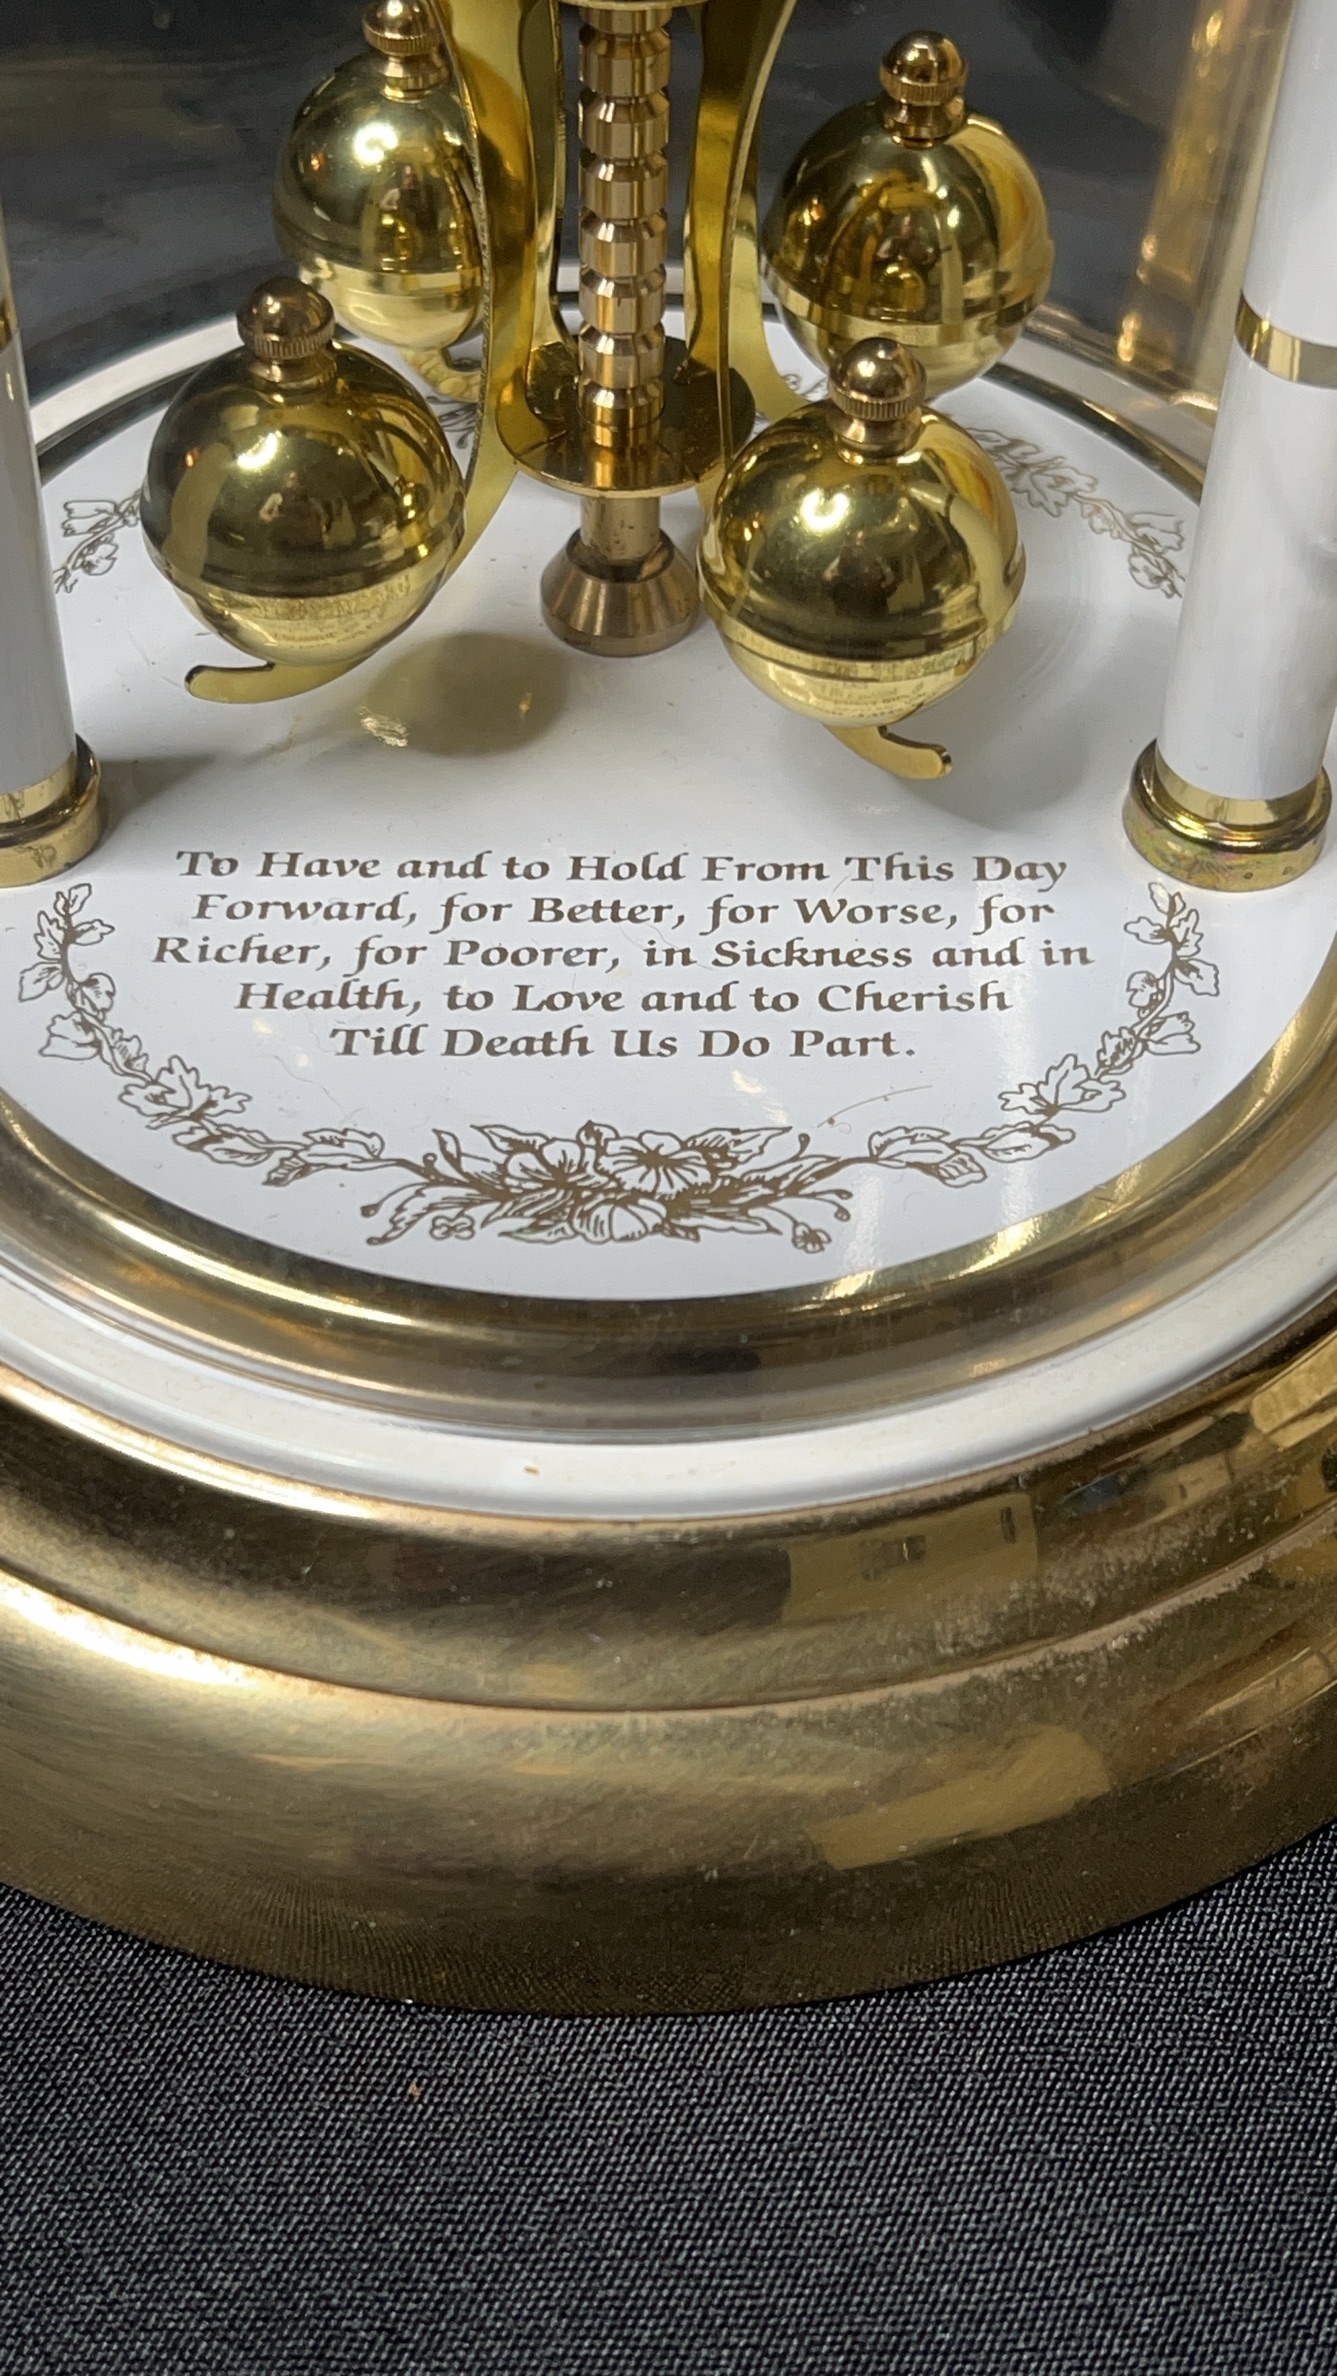 To Have and to Hold From This Day
Forward, for Better, for Worse, for
Richer, for Poorer, in Sickness and in
Health, to Love and to Cherish
Till Death Us Do Part.